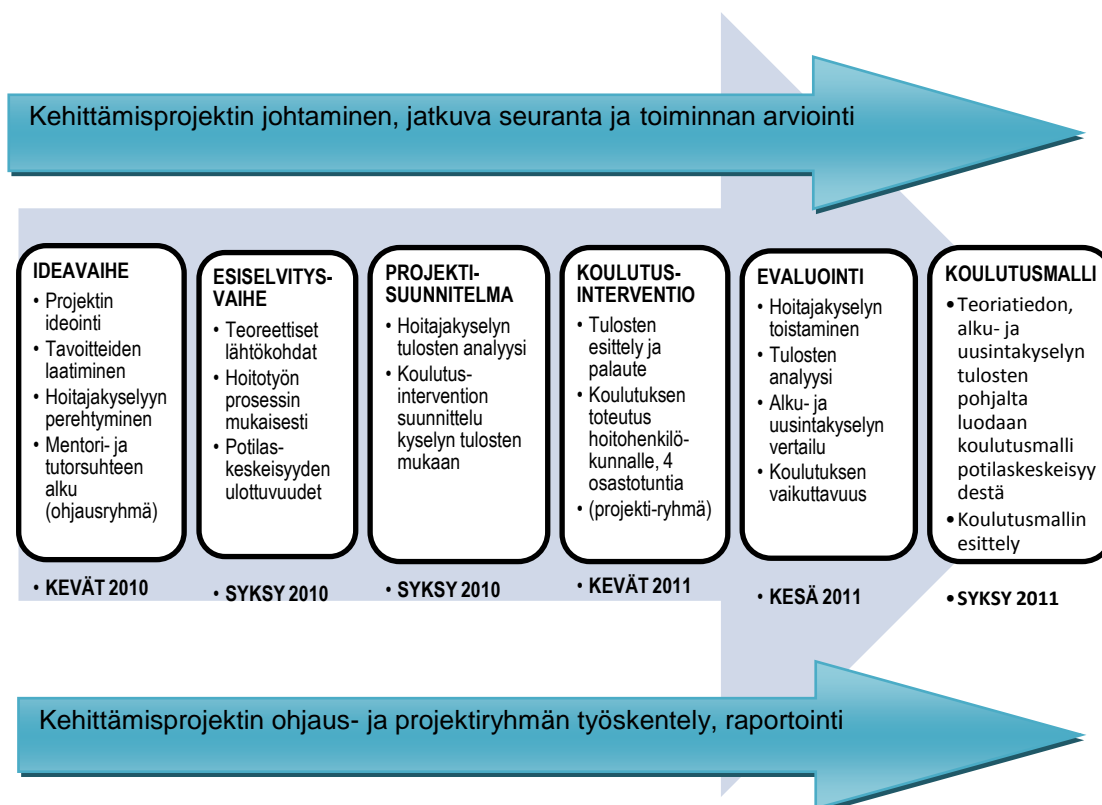 Kehittämisprojektin johtaminen, jatkuva seuranta ja toiminnan arviointi
IDEAVAIHE
• Projektin
ideointi
• Tavoitteiden
laatiminen
• Hoitajakyselyyn
perehtyminen
• Mentori- ja
tutorsuhteen
alku
(ohjausryhmä)
• KEVÄT 2010
ESISELVITYS-
VAIHE
• Teoreettiset
lähtökohdat
• Hoitotyön
prosessin
mukaisesti
• Potilas-
keskeisyyden
ulottuvuudet
• SYKSY 2010
PROJEKTI-
SUUNNITELMA
• Hoitajakyselyn
tulosten analyysi
• Koulutus-
intervention
suunnittelu
kyselyn tulosten
mukaan
• SYKSY 2010
KOULUTUS-
INTERVENTIO
• Tulosten
esittely ja
palaute
• Koulutuksen
toteutus
hoitohenkilö-
kunnalle, 4
osastotuntia
• (projekti-ryhmä)
• KEVÄT 2011
EVALUOINTI
• Hoitajakyselyn
toistaminen
• Tulosten
analyysi
• Alku- ja
uusintakyselyn
vertailu
• Koulutuksen
vaikuttavuus
• KESÄ 2011
KOULUTUSMALLI
• Teoriatiedon,
alku- ja
uusintakyselyn
tulosten
pohjalta
luodaan
koulutusmalli
potilaskeskeisyy
destä
• Koulutusmallin
esittely
• SYKSY 2011
Kehittämisprojektin ohjaus- ja projektiryhmän työskentely, raportointi